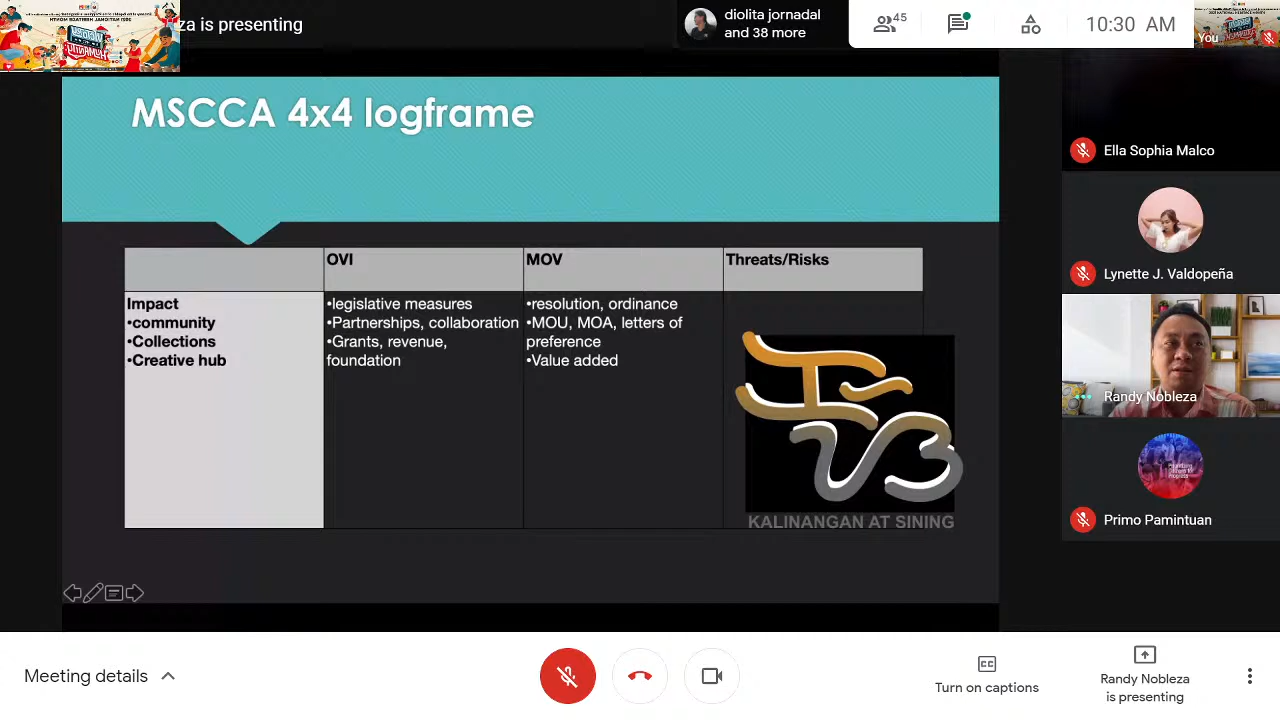 za is presenting
diolita jornadal
and 38 more
45
10:30 AM
You
MSCCA 4x4 logframe
OVI
MOV
Threats/Risks
Impact
•community
•Collections
•Creative hub
•legislative measures
•Partnerships, collaboration
•Grants, revenue,
foundation
•resolution, ordinance
•MOU, MOA, letters of
preference
•Value added
KALINANGAN AT SINING
Ella Sophia Malco
Lynette J. Valdopeña
Randy Nobleza
Primo Pamintuan
Meeting details
Turn on captions
Randy Nobleza
is presenting